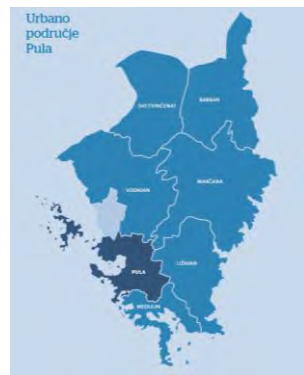 Urbano
područje
Pula
SVETVINČENAT
BARBAN
VODNJAN
MARČANA
PULA
LIŽNJAN
MEDULIN